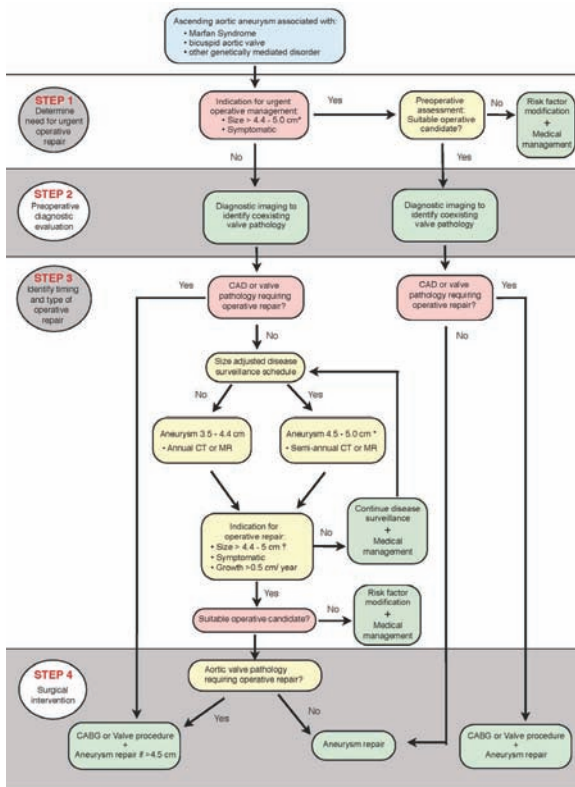 Ascending aortic aneurysm associated with:
• Marfan Syndrome
• bicuspid aortic valve
• other genetically mediated disorder
STEP 1
Determine
need for urgent
operative
repair
Indication for urgent
operative management:
• Size > 4.4 - 5.0 cm*
• Symptomatic
Yes
Preoperative
assessment:
Suitable operative
candidate?
No
Risk factor
modification
+
Medical
management
No
Yes
STEP 2
Preoperative
diagnostic
evaluation
Diagnostic imaging to
identify coexisting
valve pathology
Diagnostic imaging to
identify coexisting
valve pathology
STEP 3
Identify timing
and type of
operative
repair
Yes
CAD or valve
pathology requiring
operative repair?
CAD or valve
pathology requiring
operative repair?
Yes
No
No
Size adjusted disease
surveillance schedule
No
Yes
Aneurysm 3.5 - 4.4 cm
• Annual CT or MR
Aneurysm 4.5 - 5.0 cm *
• Semi-annual CT or MR
Indication for
operative repair:
• Size > 4.4 - 5 cm
• Symptomatic
• Growth >0.5 cm/ year
No
Continue disease
surveillance
+
Medical
management
Yes
Suitable operative candidate?
No
Risk factor
modification
+
Medical
management
STEP 4
Surgical
intervention
Aortic valve pathology
requiring operative repair?
Yes
No
CABG or Valve procedure
+
Aneurysm repair if >4.5 cm
Aneurysm repair
CABG or Valve procedure
+
Aneurysm repair